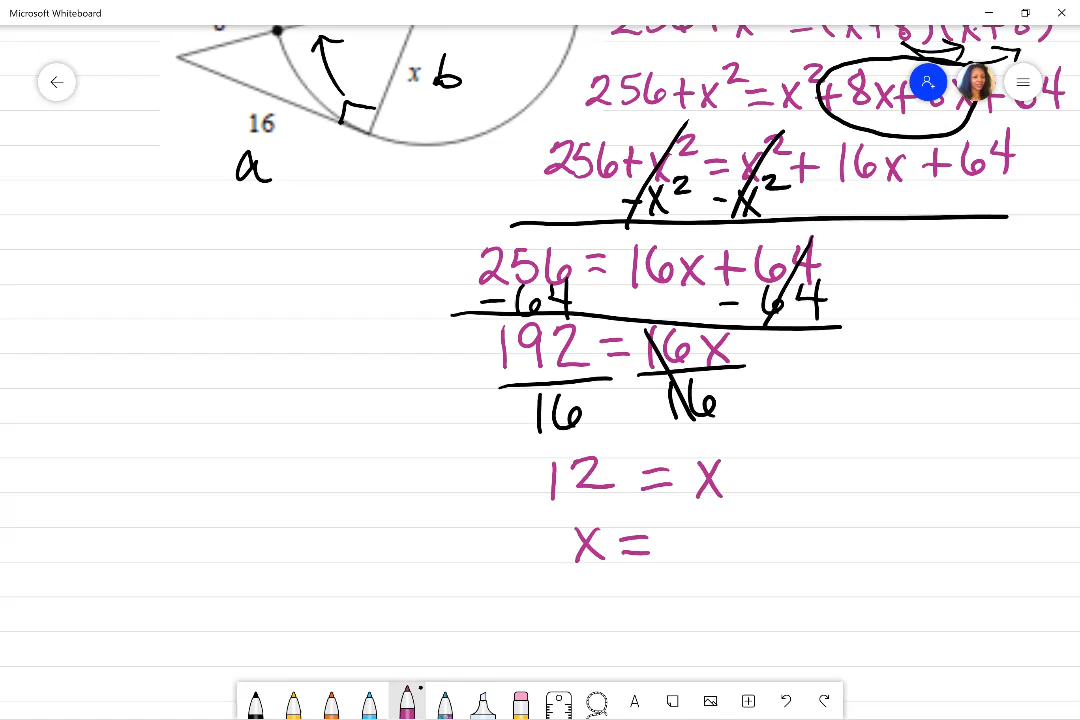 Microsoft Whiteboard
x b
16
a
256+x² = x²+8x+8x+64
256+x² = x²+16x+64
-x² -x²
256 = 16x+64
-64 -64
192 = 16x
16 16
12 = x
x =
A